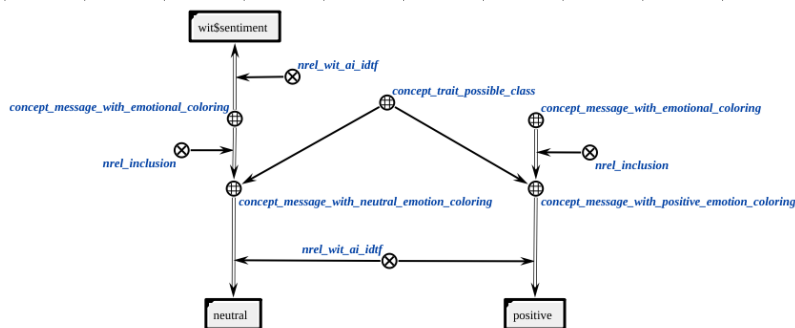 wit$sentiment
nrel_wit_ai_idtf
concept_trait_possible_class
concept_message_with_emotional_coloring
concept_message_with_emotional_coloring
nrel_inclusion
nrel_inclusion
concept_message_with_neutral_emotion_coloring
concept_message_with_positive_emotion_coloring
nrel_wit_ai_idtf
neutral
positive